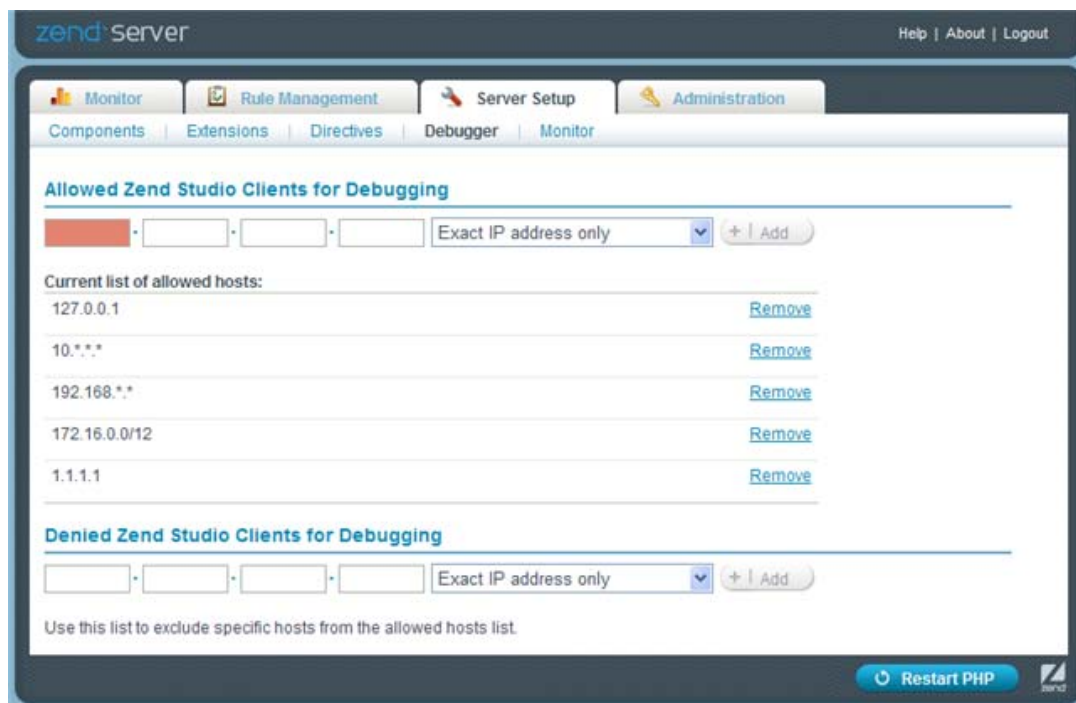 zend server
Help | About | Logout
Monitor Rule Management Server Setup Administration
Components | Extensions | Directives | Debugger | Monitor
Allowed Zend Studio Clients for Debugging
Exact IP address only + | Add
Current list of allowed hosts:
127.0.0.1 Remove
10.*.*.* Remove
192.168.*.* Remove
172.16.0.0/12 Remove
1.1.1.1 Remove
Denied Zend Studio Clients for Debugging
Exact IP address only + | Add
Use this list to exclude specific hosts from the allowed hosts list.
Restart PHP
zend